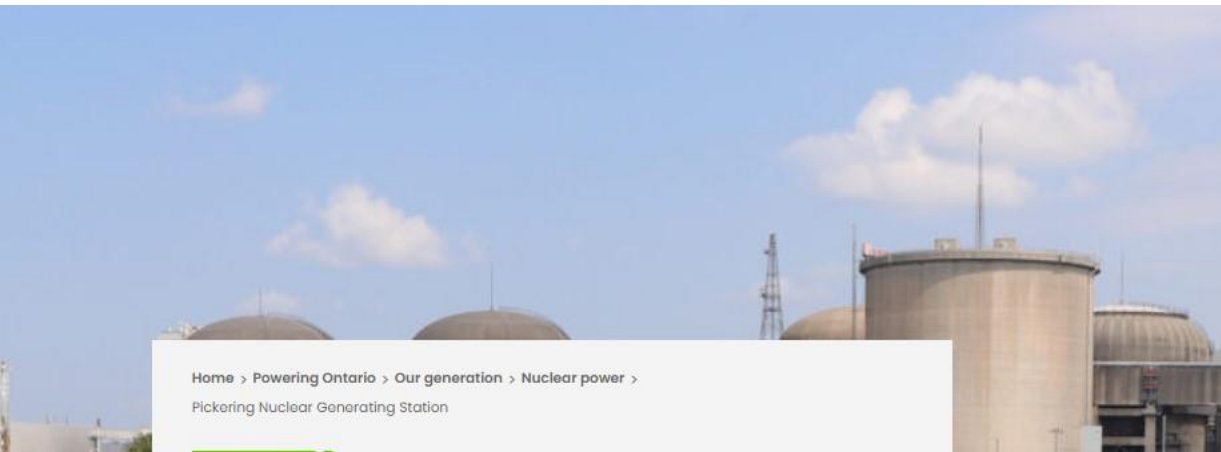 Home > Powering Ontario > Our generation > Nuclear power >
Pickering Nuclear Generating Station